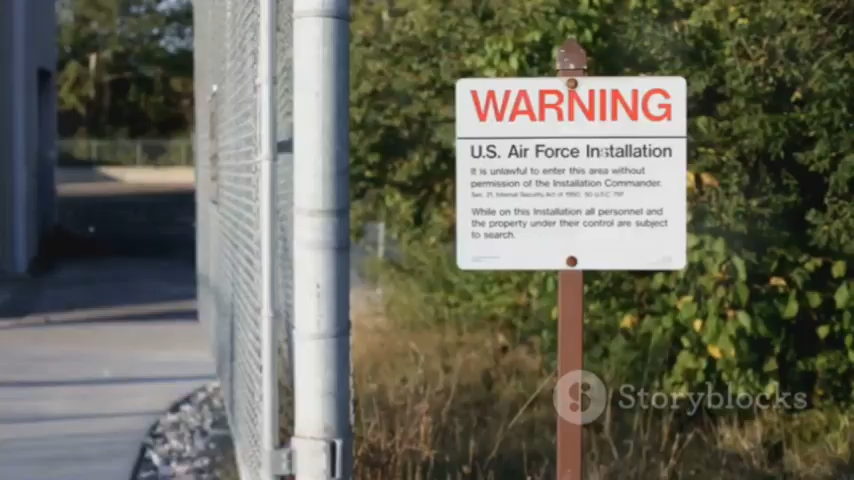 WARNING
U.S. Air Force Installation
It is unlawful to enter this area without
permission of the Installation Commander.
Sec. 21, Internal Security Act of 1950; 50 U.S.C. 797
While on this Installation all personnel and
the property under their control are subject
to search.
Storyblocks